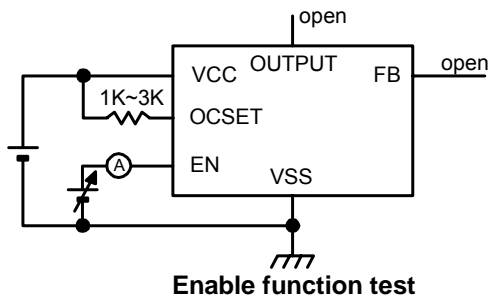 open
VCC
OUTPUT
FB
open
1K~3K
OCSET
A
EN
VSS
Enable function test